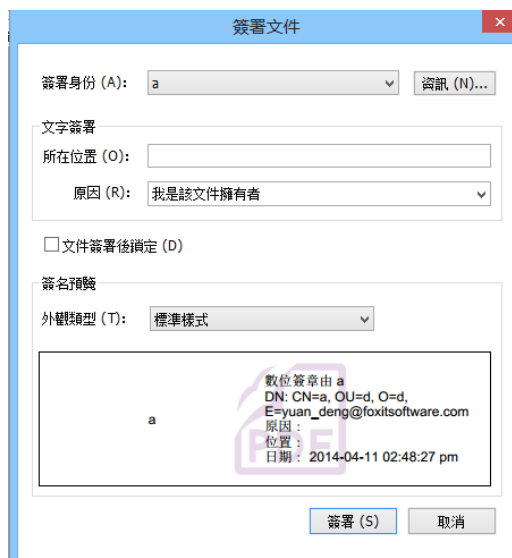 簽署文件
簽署身份 (A): a 資訊 (N)...
文字簽署
所在位置 (O):
原因 (R): 我是該文件擁有者
文件簽署後鎖定 (D)
簽名預覽
外觀類型 (T): 標準樣式
a
數位簽章由 a
DN: CN=a, OU=d, O=d,
E=yuan_deng@foxitsoftware.com
原因：
位置：
日期： 2014-04-11 02:48:27 pm
PDF
簽署 (S) 取消